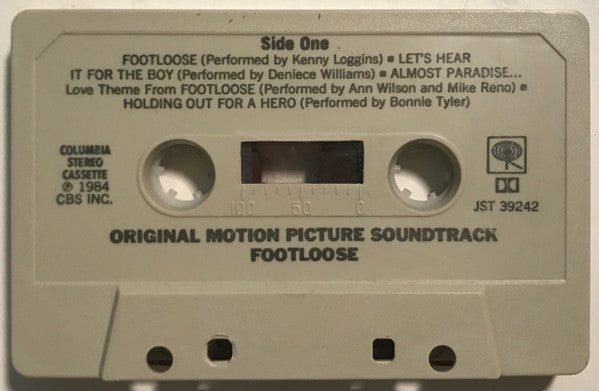 Side One
FOOTLOOSE (Performed by Kenny Loggins) ■ LET'S HEAR
IT FOR THE BOY (Performed by Deniece Williams) ■ ALMOST PARADISE...
Love Theme From FOOTLOOSE (Performed by Ann Wilson and Mike Reno) ■
HOLDING OUT FOR A HERO (Performed by Bonnie Tyler)
COLUMBIA
STEREO
CASSETTE
℗ 1984
CBS INC.
100 50 0
JST 39242
ORIGINAL MOTION PICTURE SOUNDTRACK
FOOTLOOSE